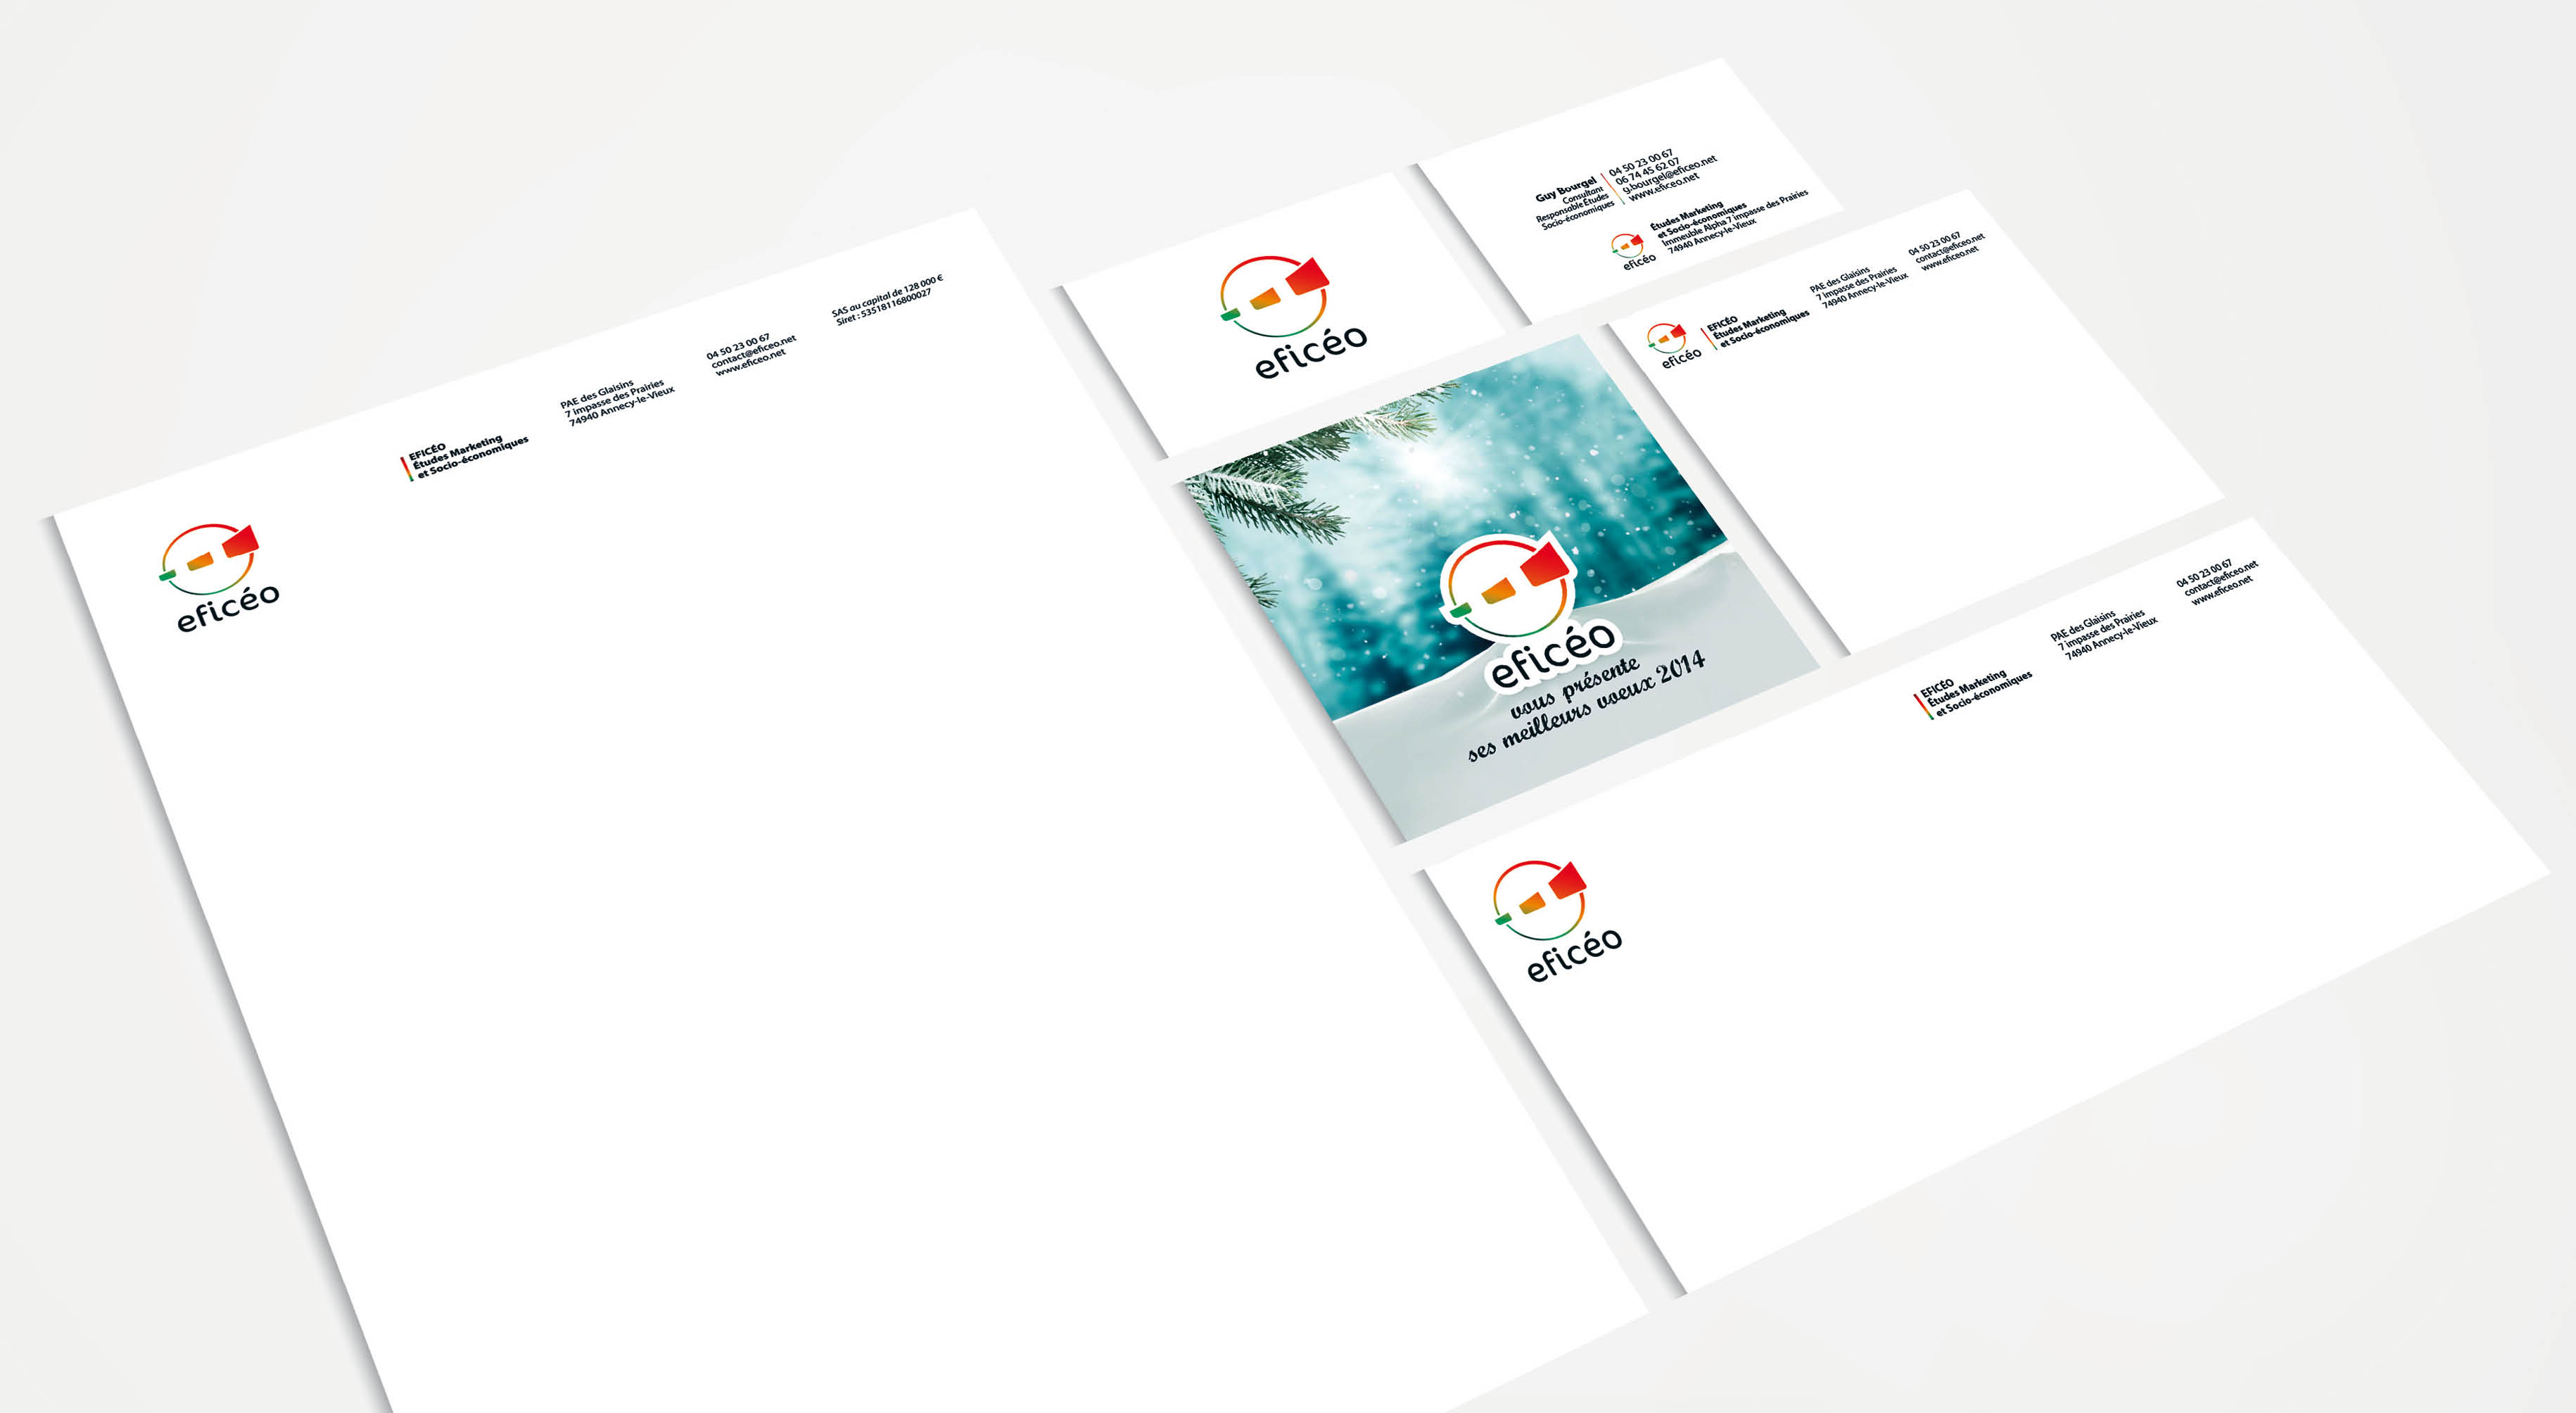 eficéo
EFICÉO
Études Marketing
et Socio-économiques
PAE des Glaisins
7 impasse des Prairies
74940 Annecy-le-Vieux
04 50 23 00 67
contact@eficeo.net
www.eficeo.net
SAS au capital de 128 000 €
Siret : 53518116800027
eficéo
Guy Bourgel
Consultant
Responsable Études
Socio-économiques
04 50 23 00 67
06 74 45 62 07
g.bourgel@eficeo.net
www.eficeo.net
eficéo
Études Marketing
et Socio-économiques
Immeuble Alpha 7 impasse des Prairies
74940 Annecy-le-Vieux
eficéo
vous présente
ses meilleurs voeux 2014
eficéo
EFICÉO
Études Marketing
et Socio-économiques
PAE des Glaisins
7 impasse des Prairies
74940 Annecy-le-Vieux
04 50 23 00 67
contact@eficeo.net
www.eficeo.net
eficéo
EFICÉO
Études Marketing
et Socio-économiques
PAE des Glaisins
7 impasse des Prairies
74940 Annecy-le-Vieux
04 50 23 00 67
contact@eficeo.net
www.eficeo.net